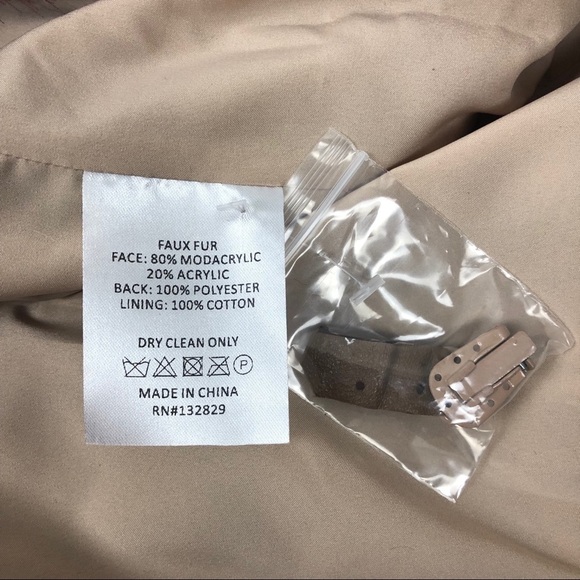 FAUX FUR
FACE: 80% MODACRYLIC
20% ACRYLIC
BACK: 100% POLYESTER
LINING: 100% COTTON
DRY CLEAN ONLY
P
MADE IN CHINA
RN#132829